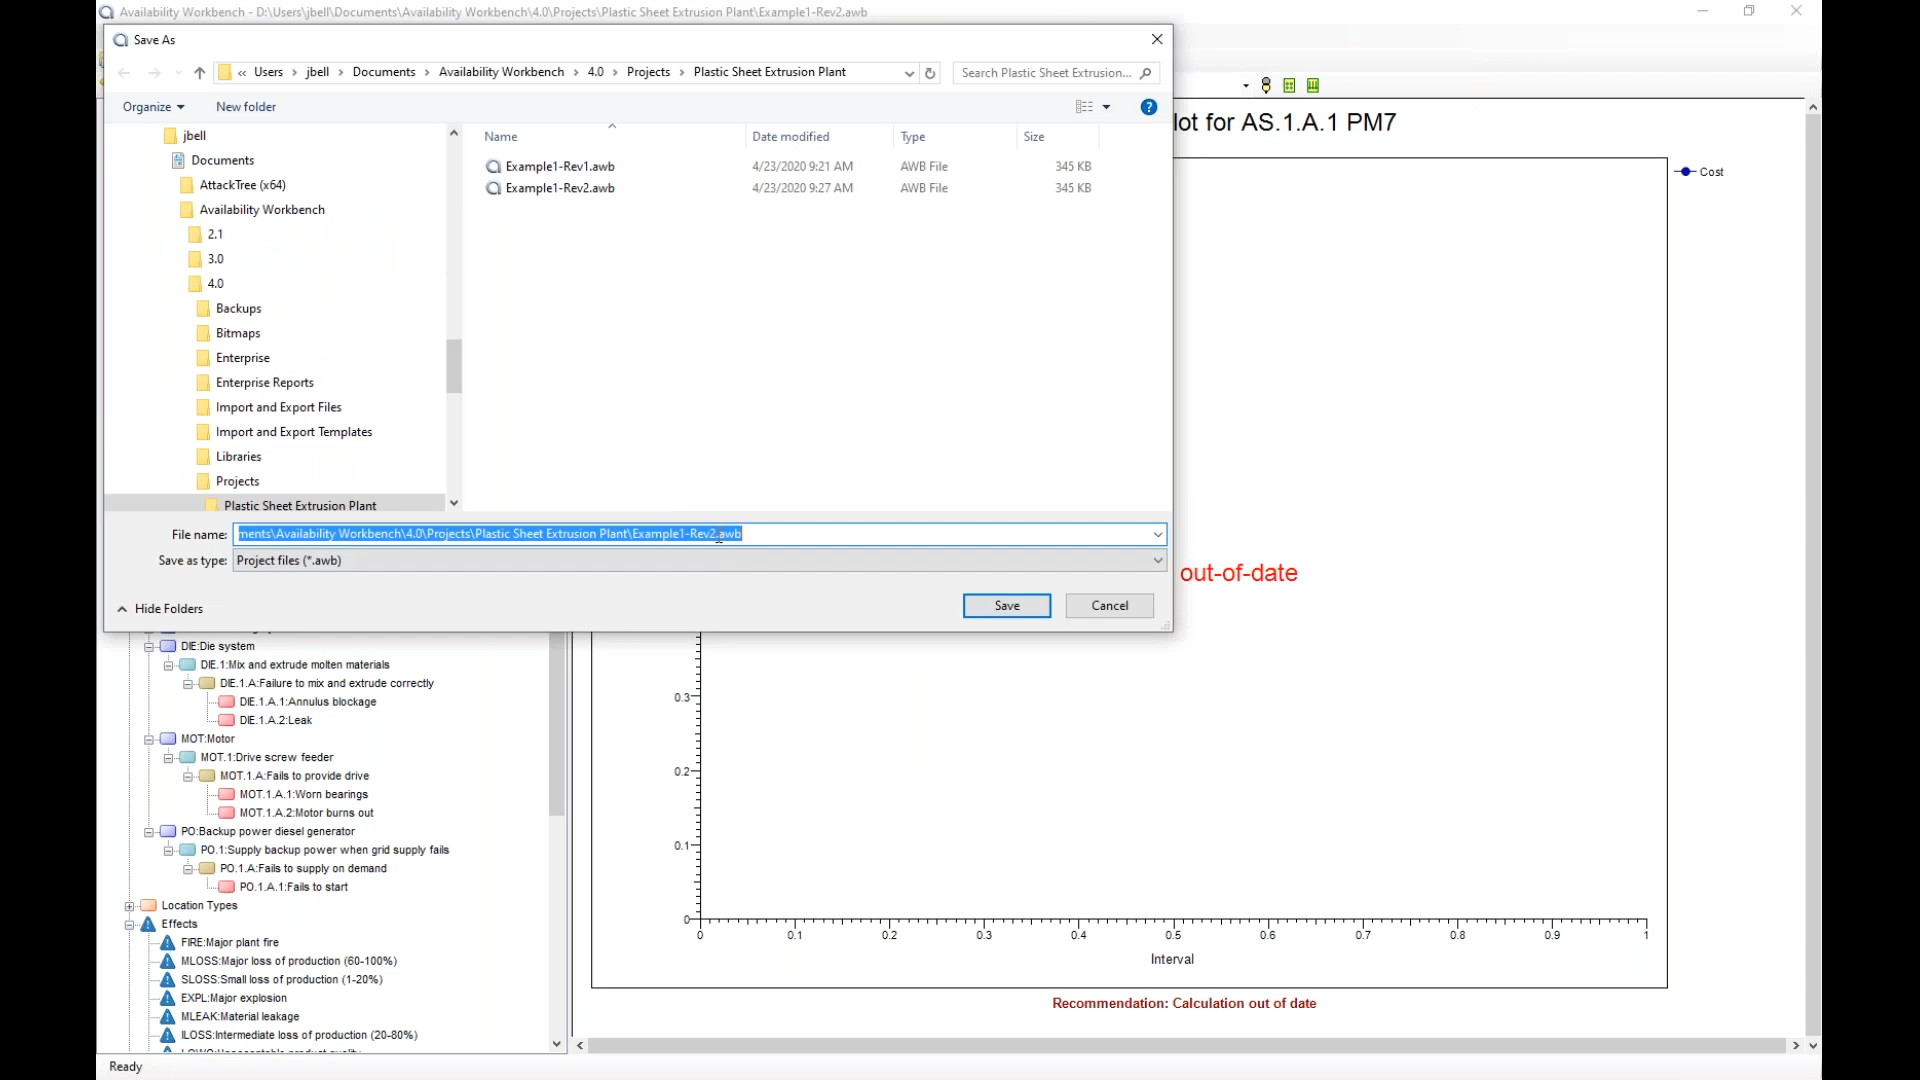 Availability Workbench - D:\Users\jbell\Documents\Availability Workbench\4.0\Projects\Plastic Sheet Extrusion Plant\Example1-Rev2.awb
Save As
« Users > jbell > Documents > Availability Workbench > 4.0 > Projects > Plastic Sheet Extrusion Plant
Search Plastic Sheet Extrusion...
Organize
New folder
jbell
Documents
AttackTree (x64)
Availability Workbench
2.1
3.0
4.0
Backups
Bitmaps
Enterprise
Enterprise Reports
Import and Export Files
Import and Export Templates
Libraries
Projects
Plastic Sheet Extrusion Plant
Name Date modified Type Size
Example1-Rev1.awb 4/23/2020 9:21 AM AWB File 345 KB
Example1-Rev2.awb 4/23/2020 9:27 AM AWB File 345 KB
File name: ments\Availability Workbench\4.0\Projects\Plastic Sheet Extrusion Plant\Example1-Rev2.awb
Save as type: Project files (*.awb)
Hide Folders
Save
Cancel
lot for AS.1.A.1 PM7
Cost
out-of-date
DIE:Die system
DIE.1:Mix and extrude molten materials
DIE.1.A:Failure to mix and extrude correctly
DIE.1.A.1:Annulus blockage
DIE.1.A.2:Leak
MOT:Motor
MOT.1:Drive screw feeder
MOT.1.A:Fails to provide drive
MOT.1.A.1:Worn bearings
MOT.1.A.2:Motor burns out
PO:Backup power diesel generator
PO.1:Supply backup power when grid supply fails
PO.1.A:Fails to supply on demand
PO.1.A.1:Fails to start
Location Types
Effects
FIRE:Major plant fire
MLOSS:Major loss of production (60-100%)
SLOSS:Small loss of production (1-20%)
EXPL:Major explosion
MLEAK:Material leakage
ILOSS:Intermediate loss of production (20-80%)
0.3
0.2
0.1
0
0 0.1 0.2 0.3 0.4 0.5 0.6 0.7 0.8 0.9 1
Interval
Recommendation: Calculation out of date
Ready